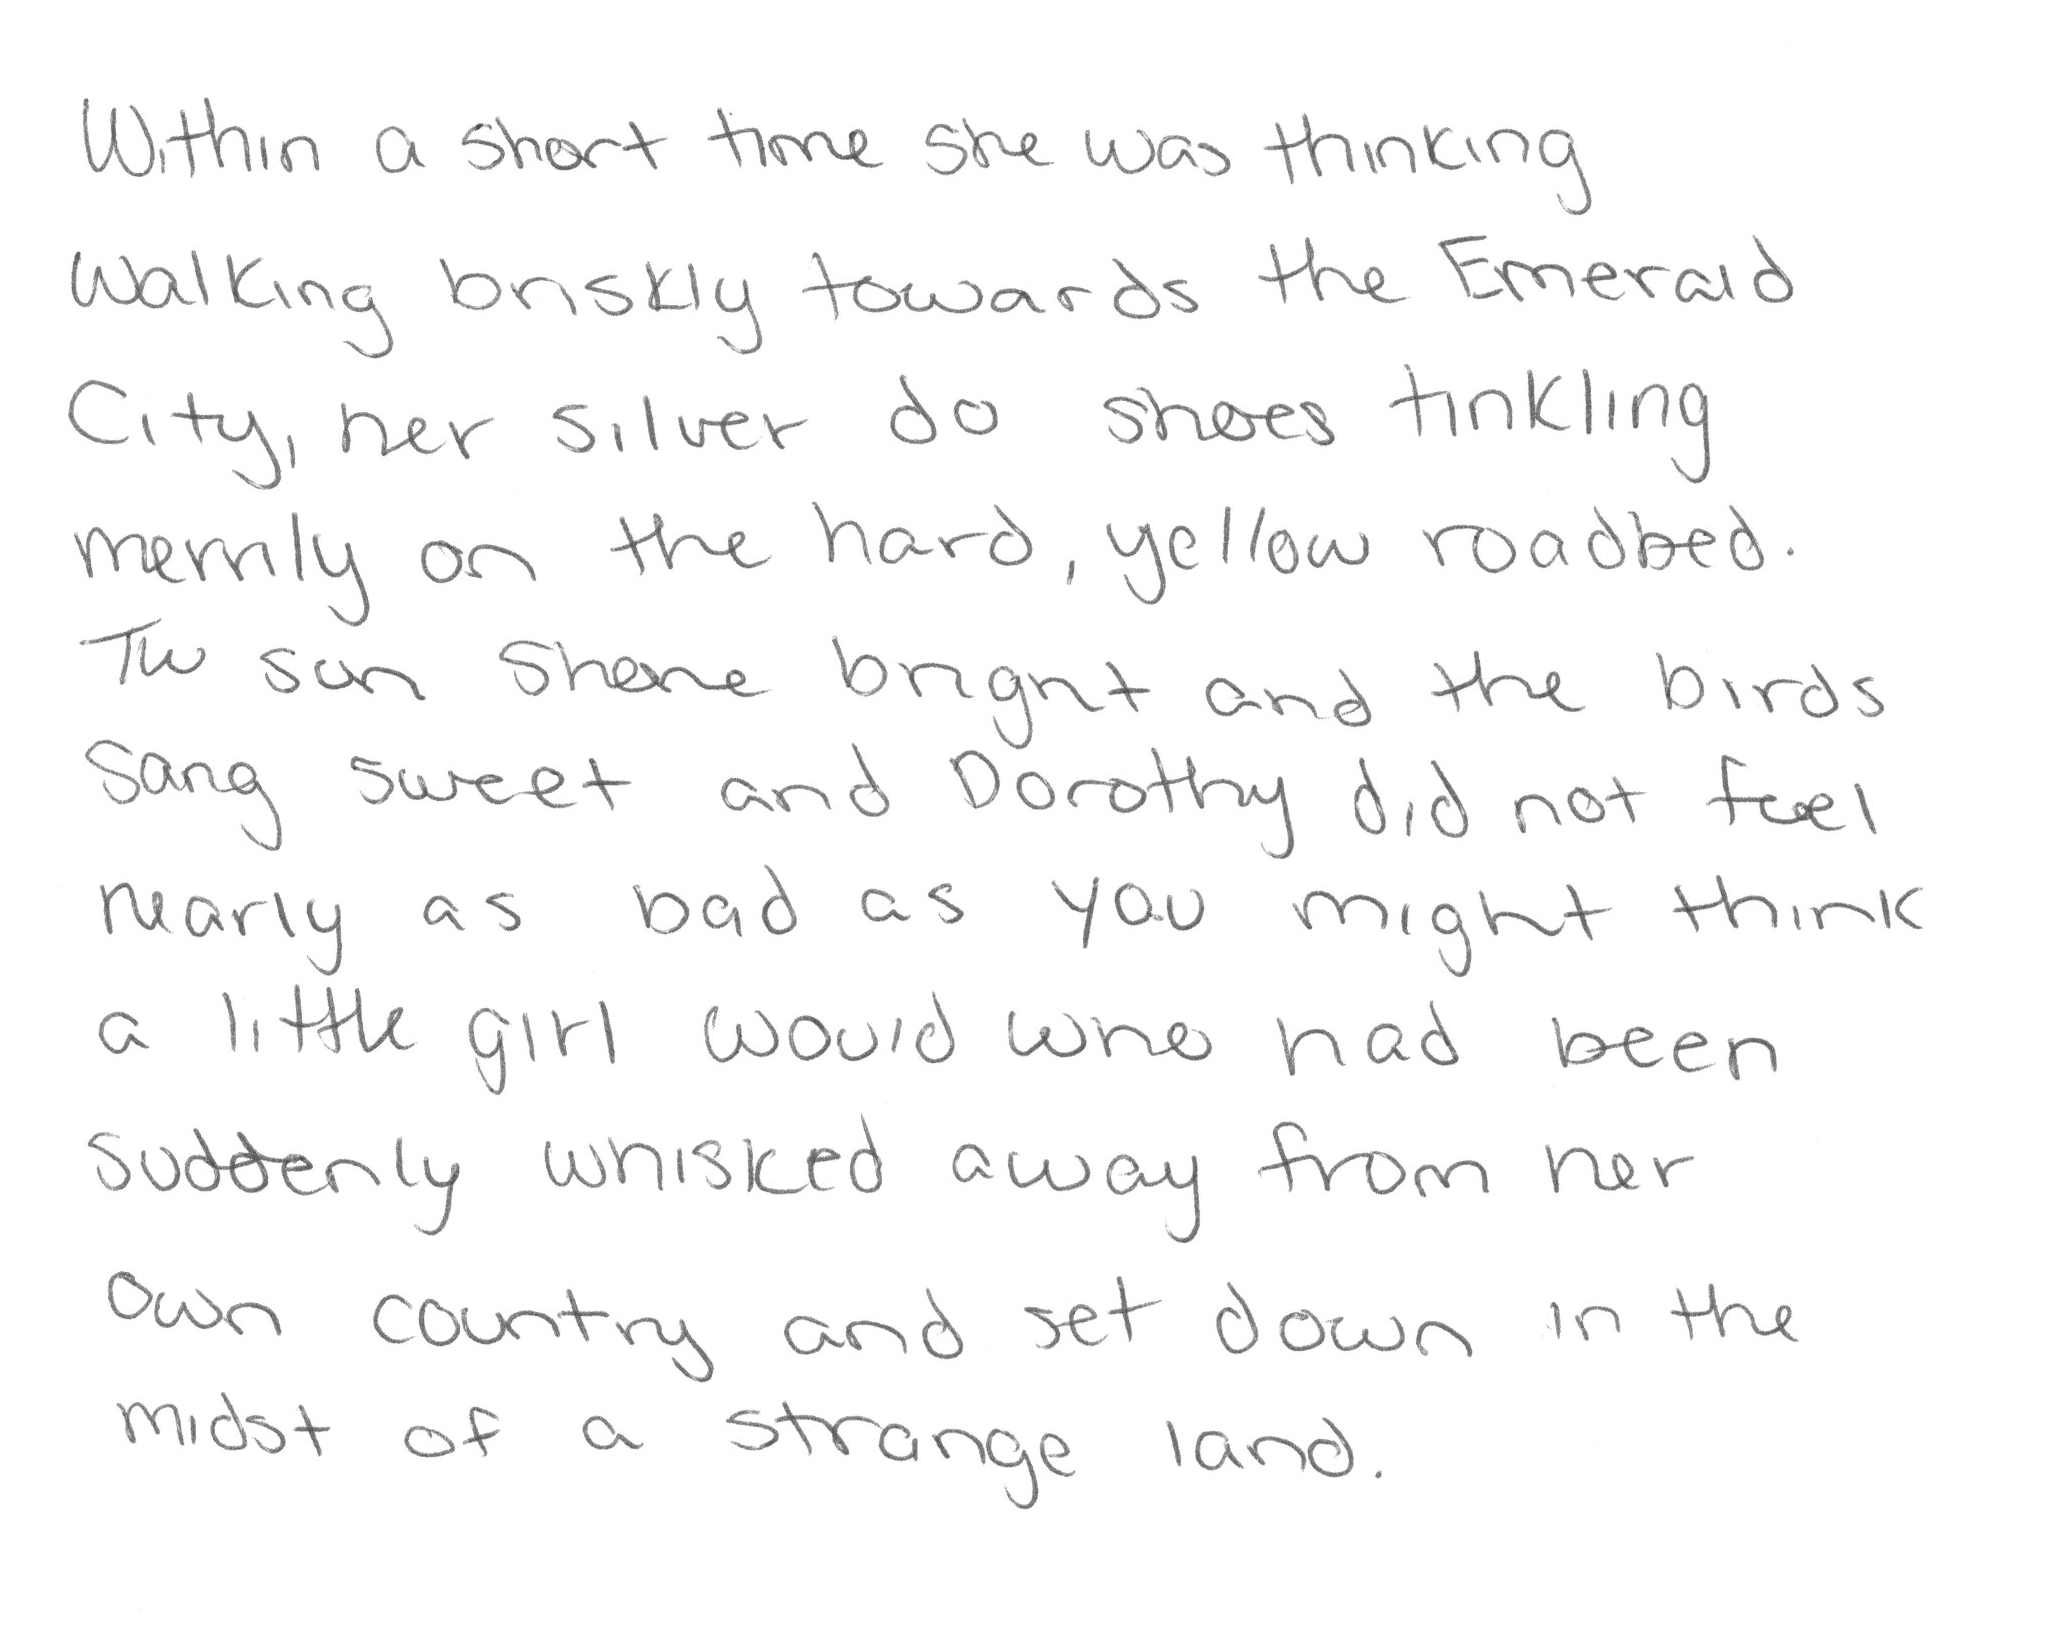 Within a short time she was thinking
Walking briskly towards the Emerald
City, her silver do shoes tinkling
merrily on the hard, yellow roadbed.
The sun shone bright and the birds
Sang sweet and Dorothy did not feel
nearly as bad as you might think
a little girl would who had been
suddenly whisked away from her
own country and set down in the
midst of a strange land.